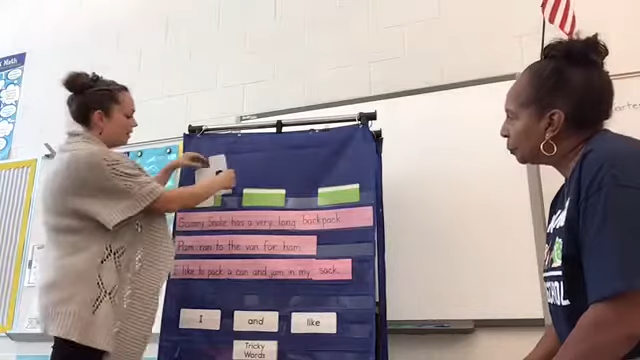 Math
Sammy Snake has a very long backpack.
Pam ran to the van for ham.
I like to pack a can and jam in my sack.
I
and
like
Tricky
Words